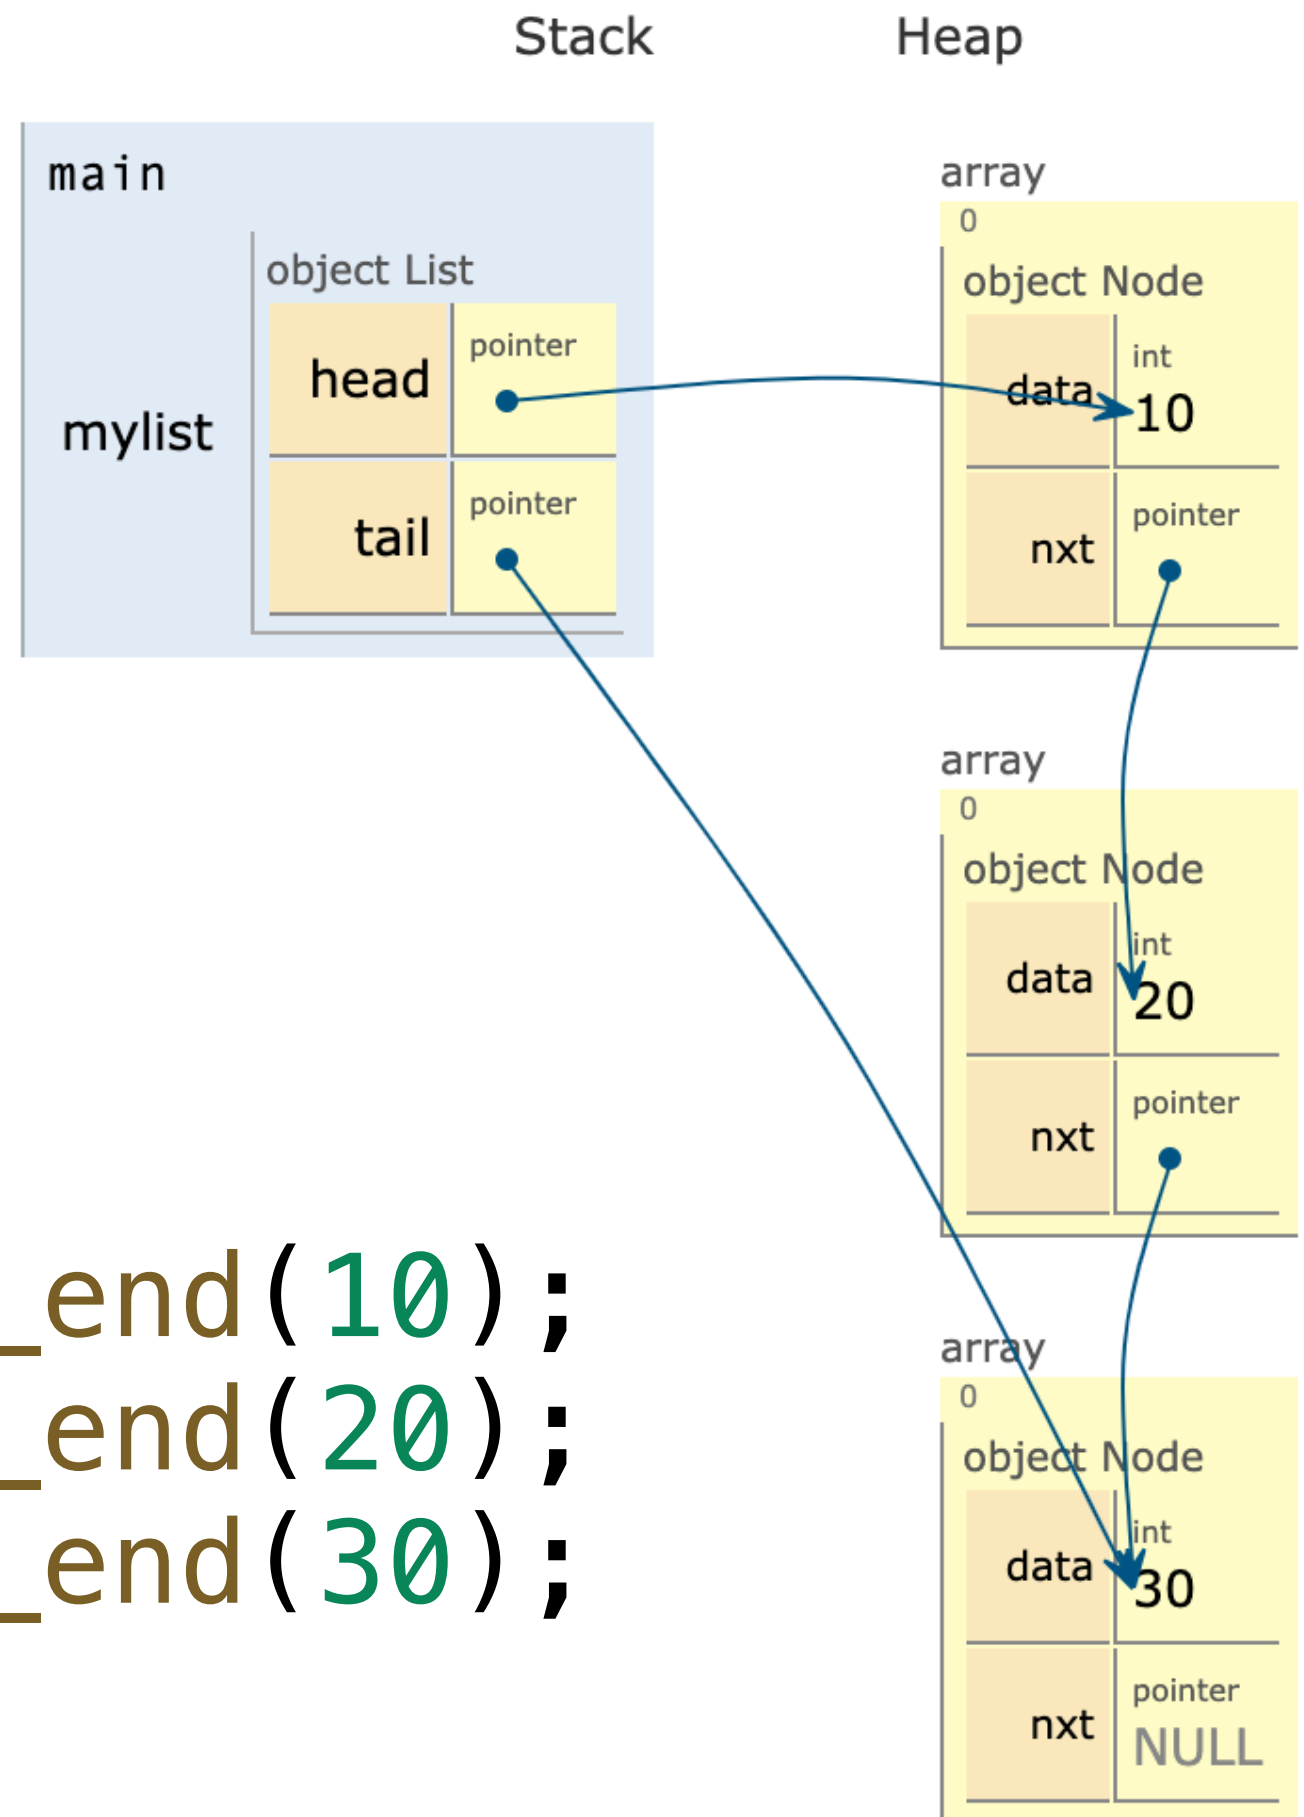 Stack Heap
main
mylist
object List
head pointer
tail pointer
array
0
object Node
data int 10
nxt pointer
array
0
object Node
data int 20
nxt pointer
array
0
object Node
data int 30
nxt pointer NULL
_end(10);
_end(20);
_end(30);